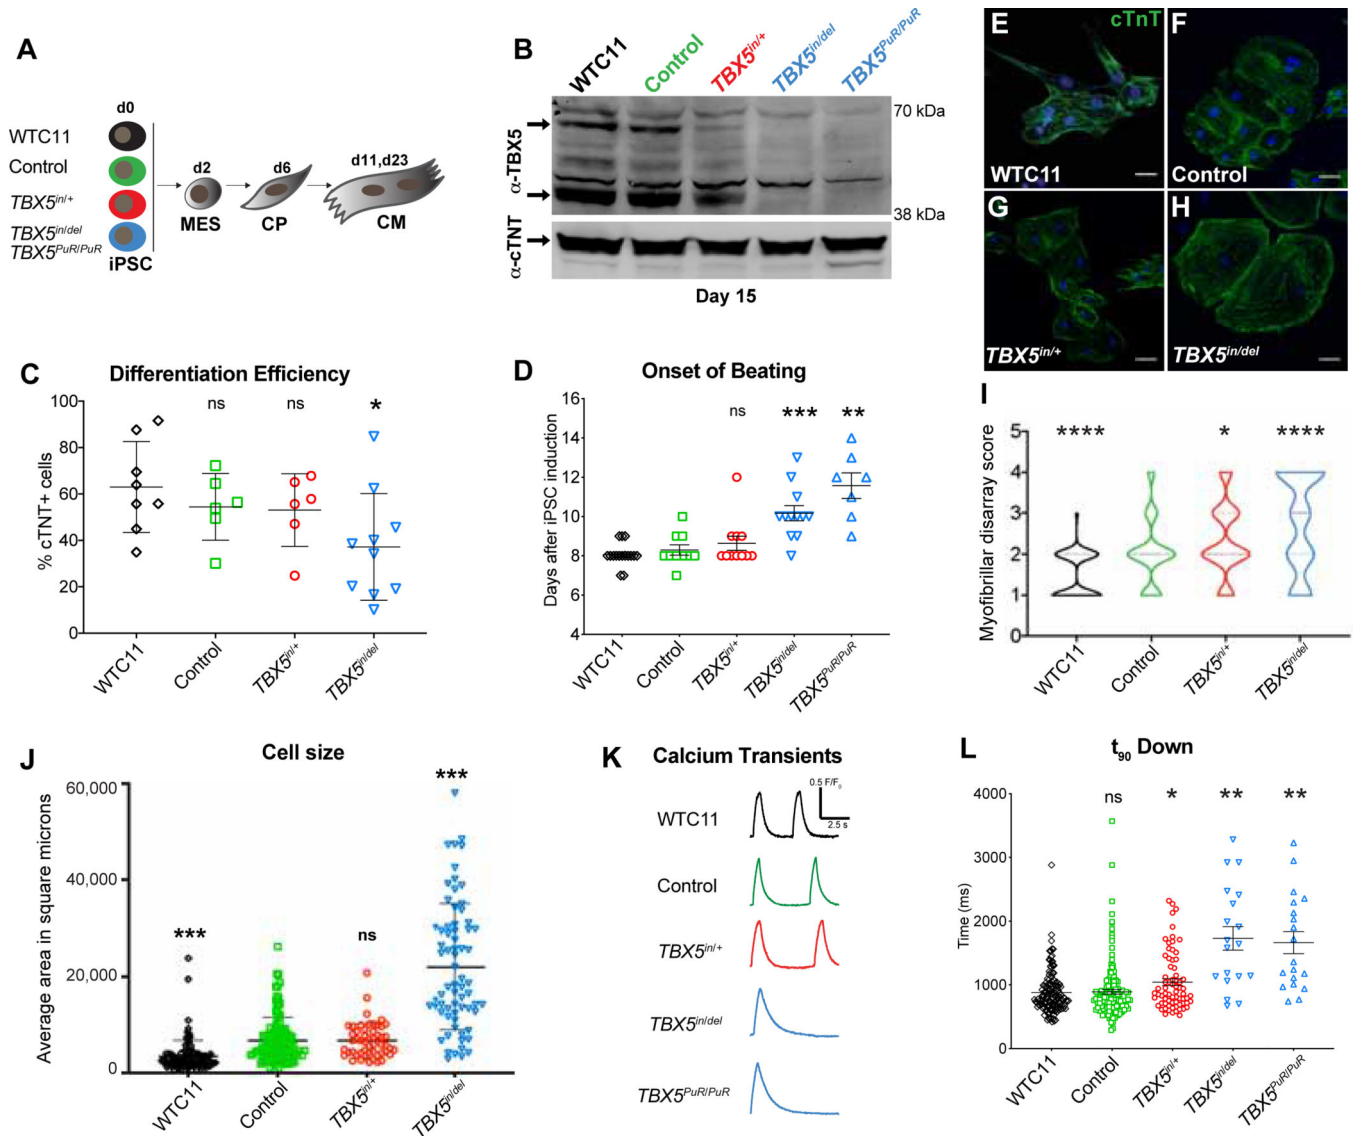 A
d0
WTC11
Control
TBX5in/+
TBX5in/del
TBX5PuR/PuR
iPSC
d2
MES
d6
CP
d11,d23
CM
B
WTC11
Control
TBX5in/+
TBX5in/del
TBX5PuR/PuR
α-TBX5
70 kDa
38 kDa
α-cTNT
Day 15
E
cTnT
WTC11
F
Control
G
TBX5in/+
H
TBX5in/del
C
Differentiation Efficiency
% cTNT+ cells
100
80
60
40
20
0
ns
ns
*
WTC11
Control
TBX5in/+
TBX5in/del
D
Onset of Beating
Days after iPSC induction
16
14
12
10
8
6
4
ns
***
**
WTC11
Control
TBX5in/+
TBX5in/del
TBX5PuR/PuR
I
Myofibrillar disarray score
5
4
3
2
1
0
****
*
****
WTC11
Control
TBX5in/+
TBX5in/del
J
Cell size
Average area in square microns
60,000
40,000
20,000
0
***
ns
***
WTC11
Control
TBX5in/+
TBX5in/del
K
Calcium Transients
0.5 F/F0
2.5 s
WTC11
Control
TBX5in/+
TBX5in/del
TBX5PuR/PuR
L
t90 Down
Time (ms)
4000
3000
2000
1000
0
ns
*
**
**
WTC11
Control
TBX5in/+
TBX5in/del
TBX5PuR/PuR